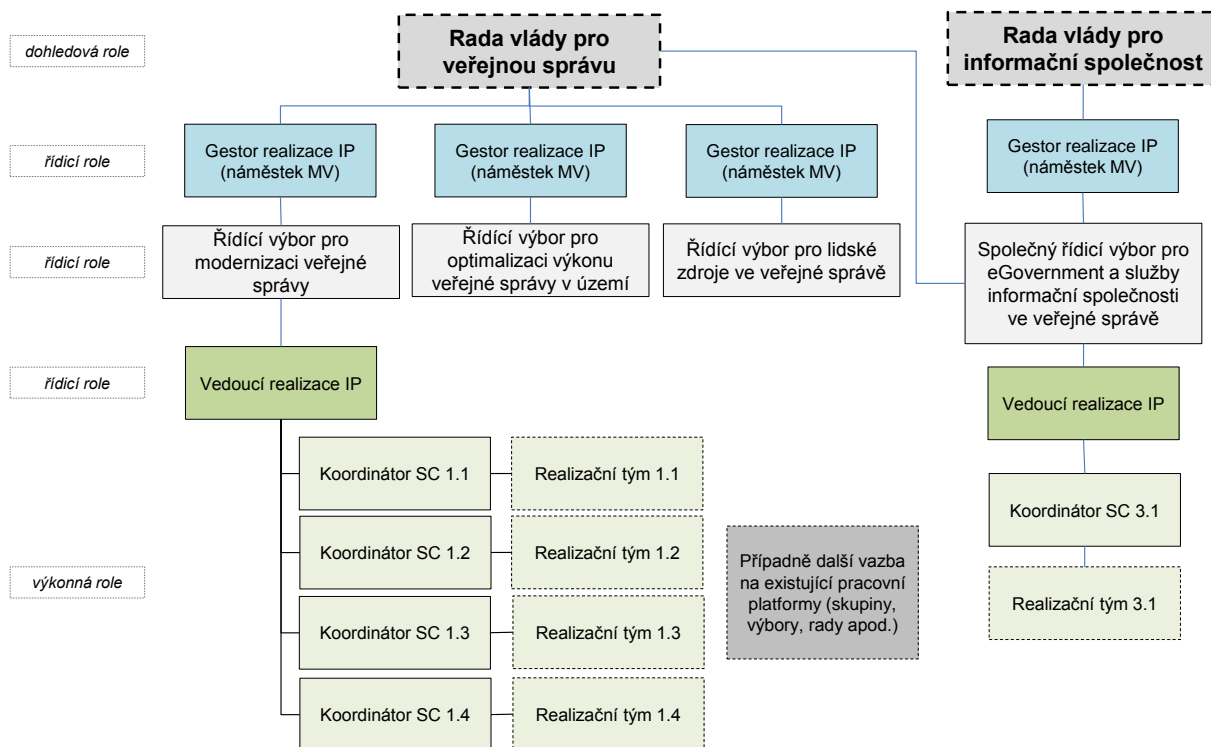 dohledová role
Rada vlády pro
veřejnou správu
Rada vlády pro
informační společnost
řídicí role
Gestor realizace IP
(náměstek MV)
Gestor realizace IP
(náměstek MV)
Gestor realizace IP
(náměstek MV)
Gestor realizace IP
(náměstek MV)
řídicí role
Řídící výbor pro
modernizaci veřejné
správy
Řídící výbor pro
optimalizaci výkonu
veřejné správy v území
Řídící výbor pro lidské
zdroje ve veřejné správě
Společný řídicí výbor pro
eGovernment a služby
informační společnosti
ve veřejné správě
řídicí role
Vedoucí realizace IP
Vedoucí realizace IP
výkonná role
Koordinátor SC 1.1
Realizační tým 1.1
Koordinátor SC 1.2
Realizační tým 1.2
Koordinátor SC 1.3
Realizační tým 1.3
Koordinátor SC 1.4
Realizační tým 1.4
Případně další vazba
na existující pracovní
platformy (skupiny,
výbory, rady apod.)
Koordinátor SC 3.1
Realizační tým 3.1